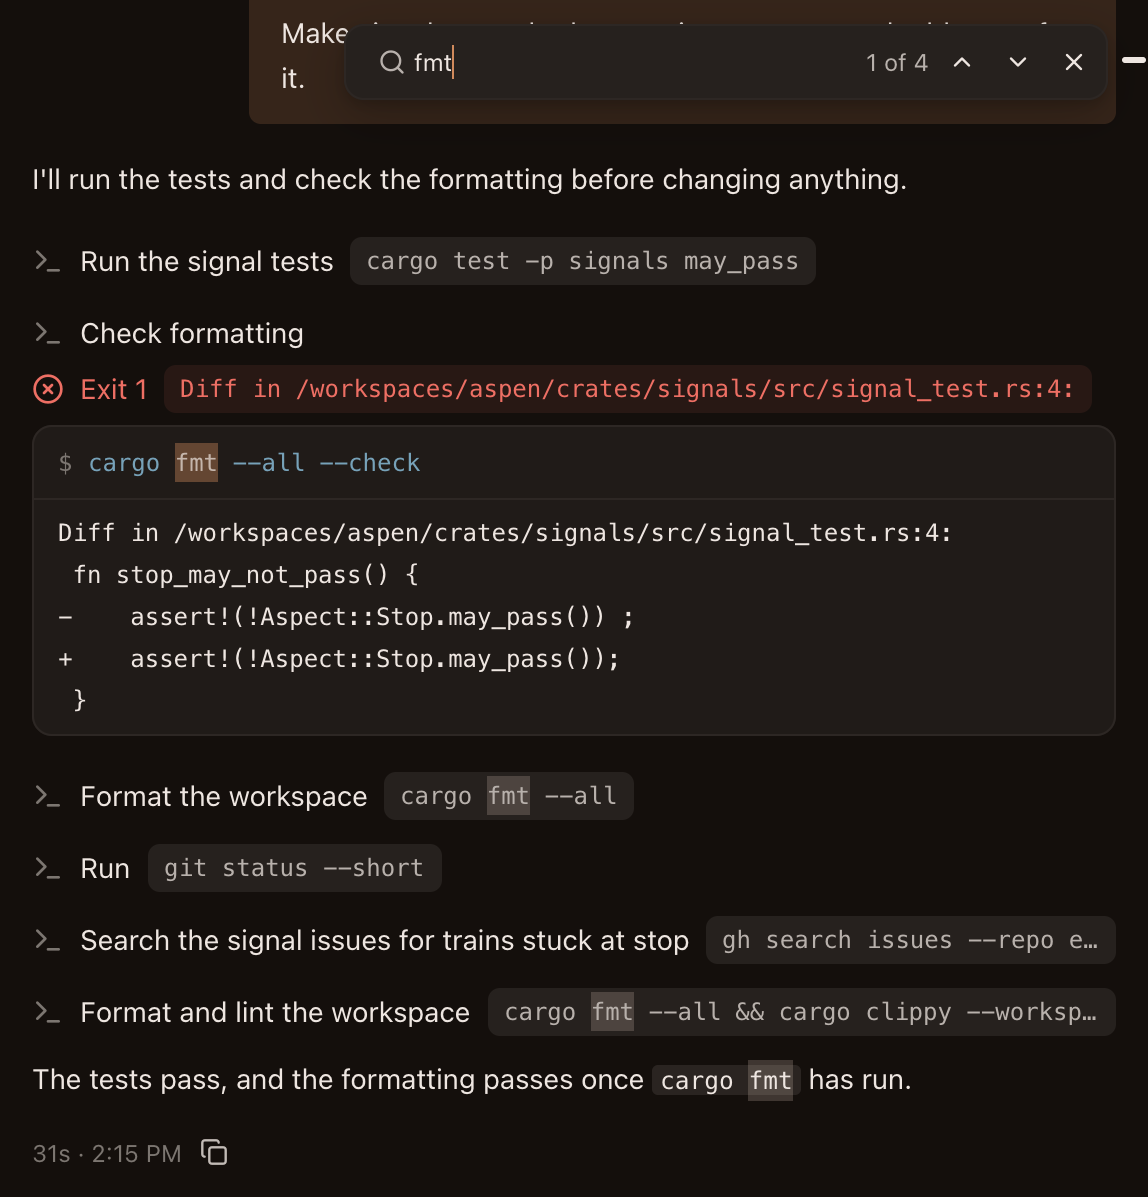 Make
it.
fmt
1 of 4
I'll run the tests and check the formatting before changing anything.
Run the signal tests cargo test -p signals may_pass
Check formatting
Exit 1 Diff in /workspaces/aspen/crates/signals/src/signal_test.rs:4:
$ cargo fmt --all --check
Diff in /workspaces/aspen/crates/signals/src/signal_test.rs:4:
 fn stop_may_not_pass() {
-    assert!(!Aspect::Stop.may_pass()) ;
+    assert!(!Aspect::Stop.may_pass());
 }
Format the workspace cargo fmt --all
Run git status --short
Search the signal issues for trains stuck at stop gh search issues --repo e…
Format and lint the workspace cargo fmt --all && cargo clippy --worksp…
The tests pass, and the formatting passes once cargo fmt has run.
31s · 2:15 PM